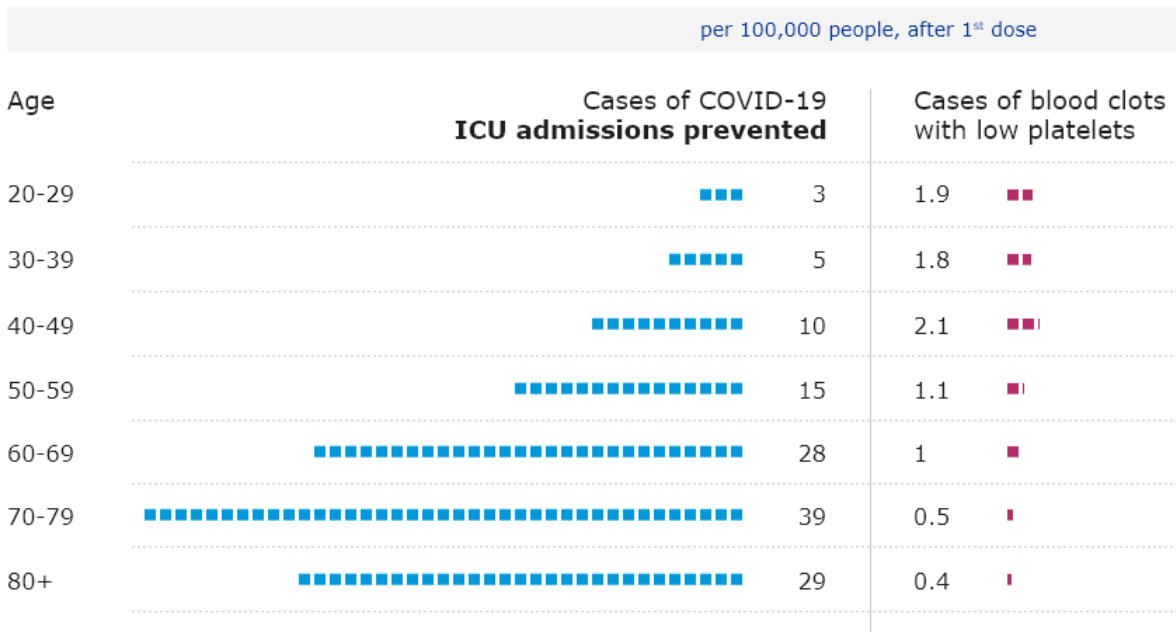 per 100,000 people, after 1st dose
Age
Cases of COVID-19
ICU admissions prevented
Cases of blood clots
with low platelets
20-29 3 1.9
30-39 5 1.8
40-49 10 2.1
50-59 15 1.1
60-69 28 1
70-79 39 0.5
80+ 29 0.4